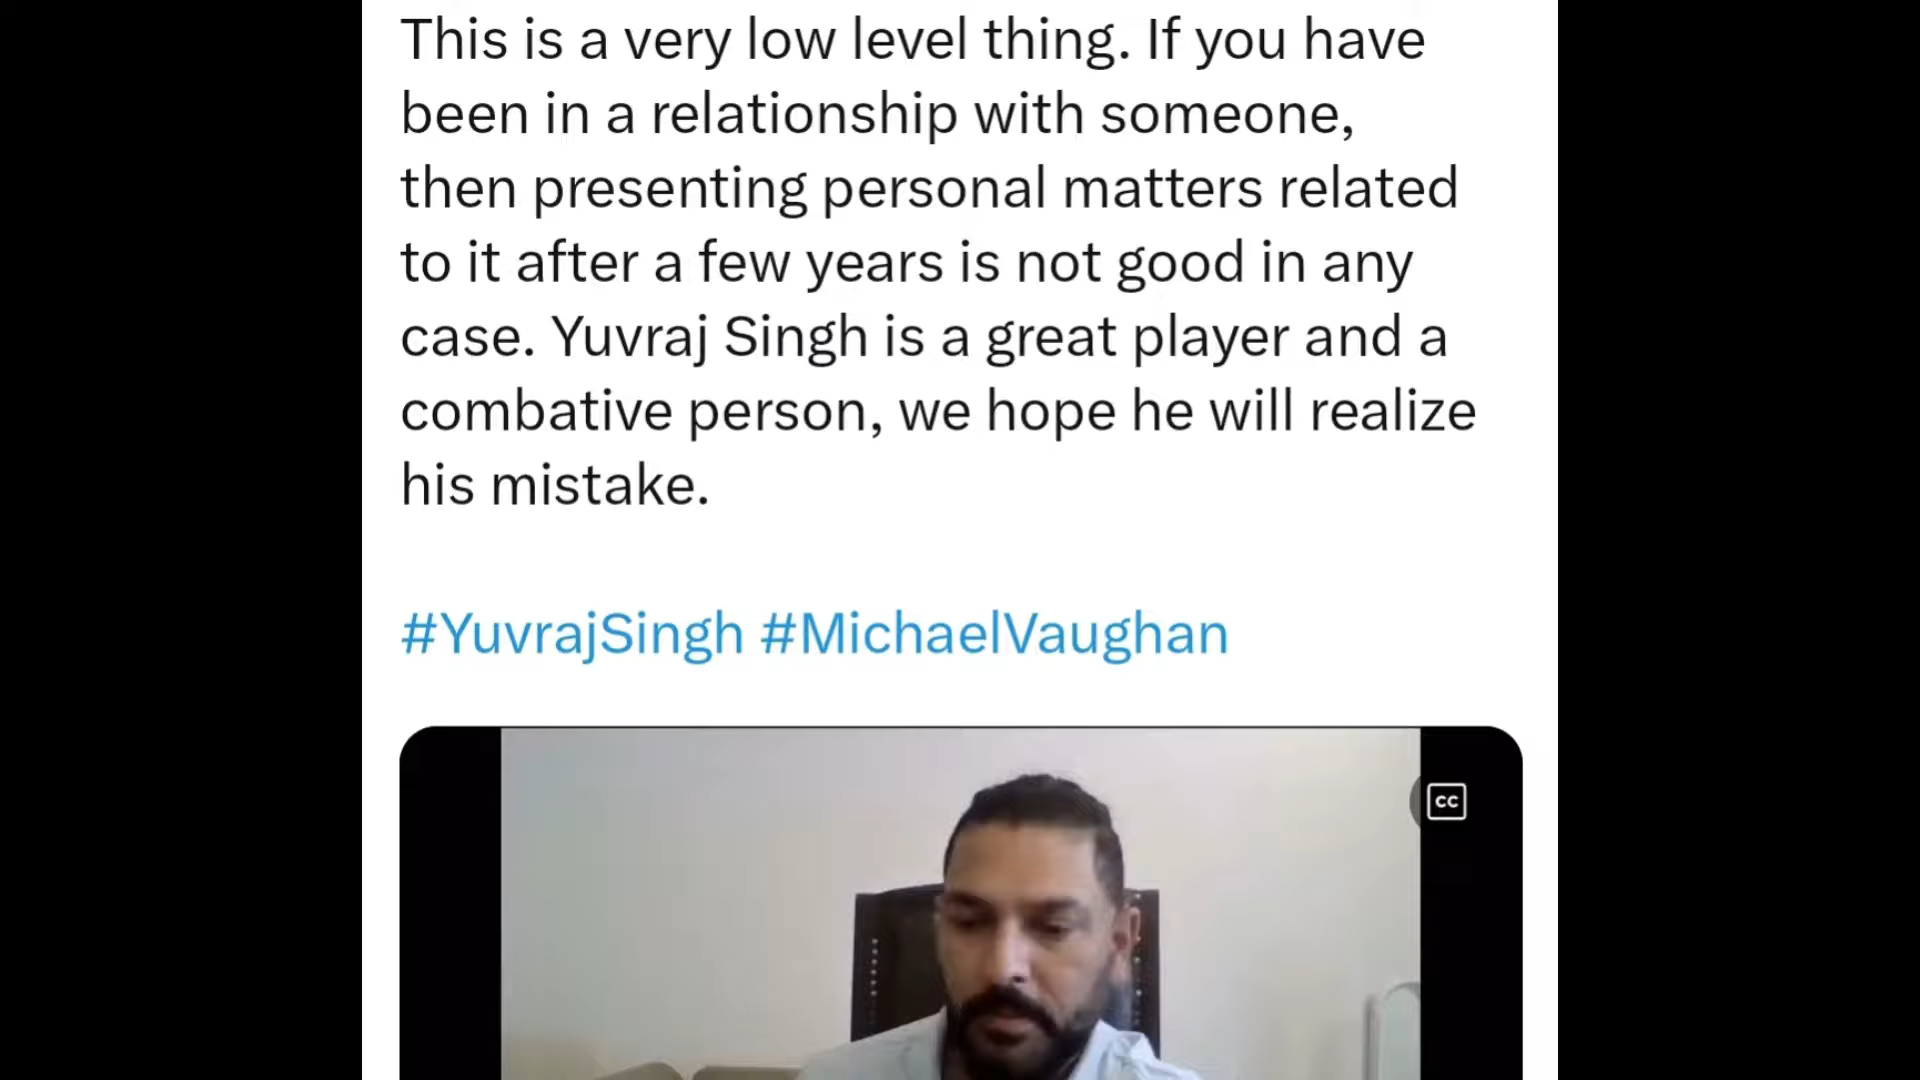 This is a very low level thing. If you have
been in a relationship with someone,
then presenting personal matters related
to it after a few years is not good in any
case. Yuvraj Singh is a great player and a
combative person, we hope he will realize
his mistake.
#YuvrajSingh #MichaelVaughan
CC